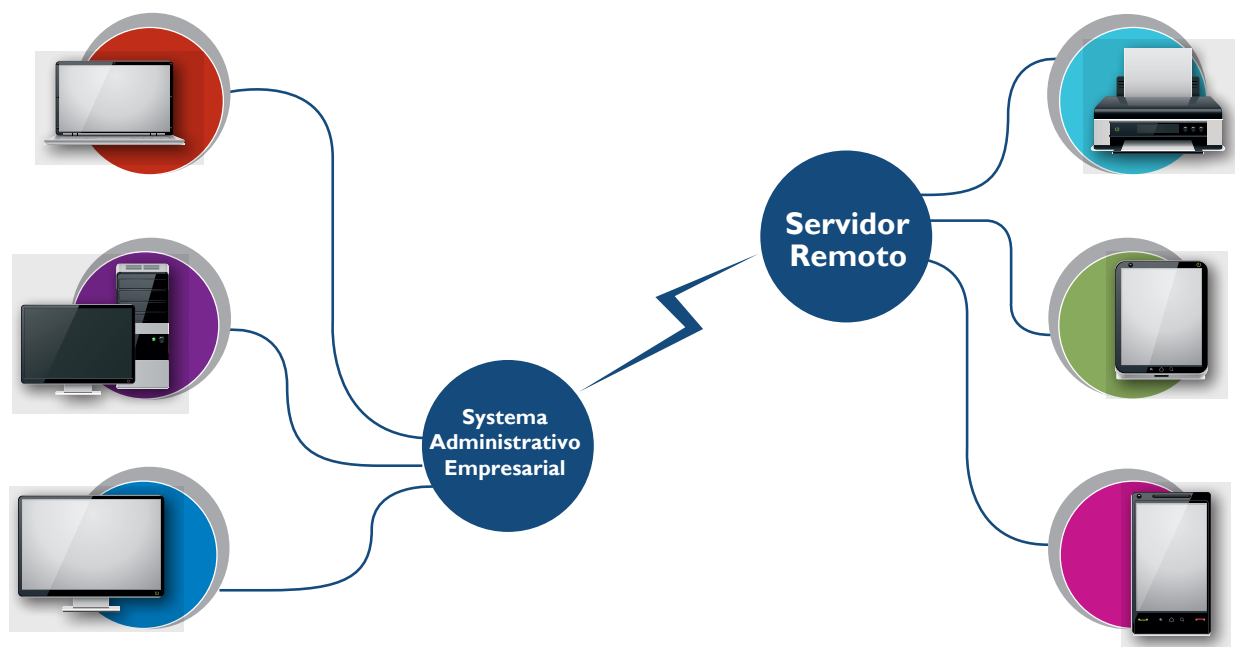 Servidor
Remoto
Systema
Administrativo
Empresarial